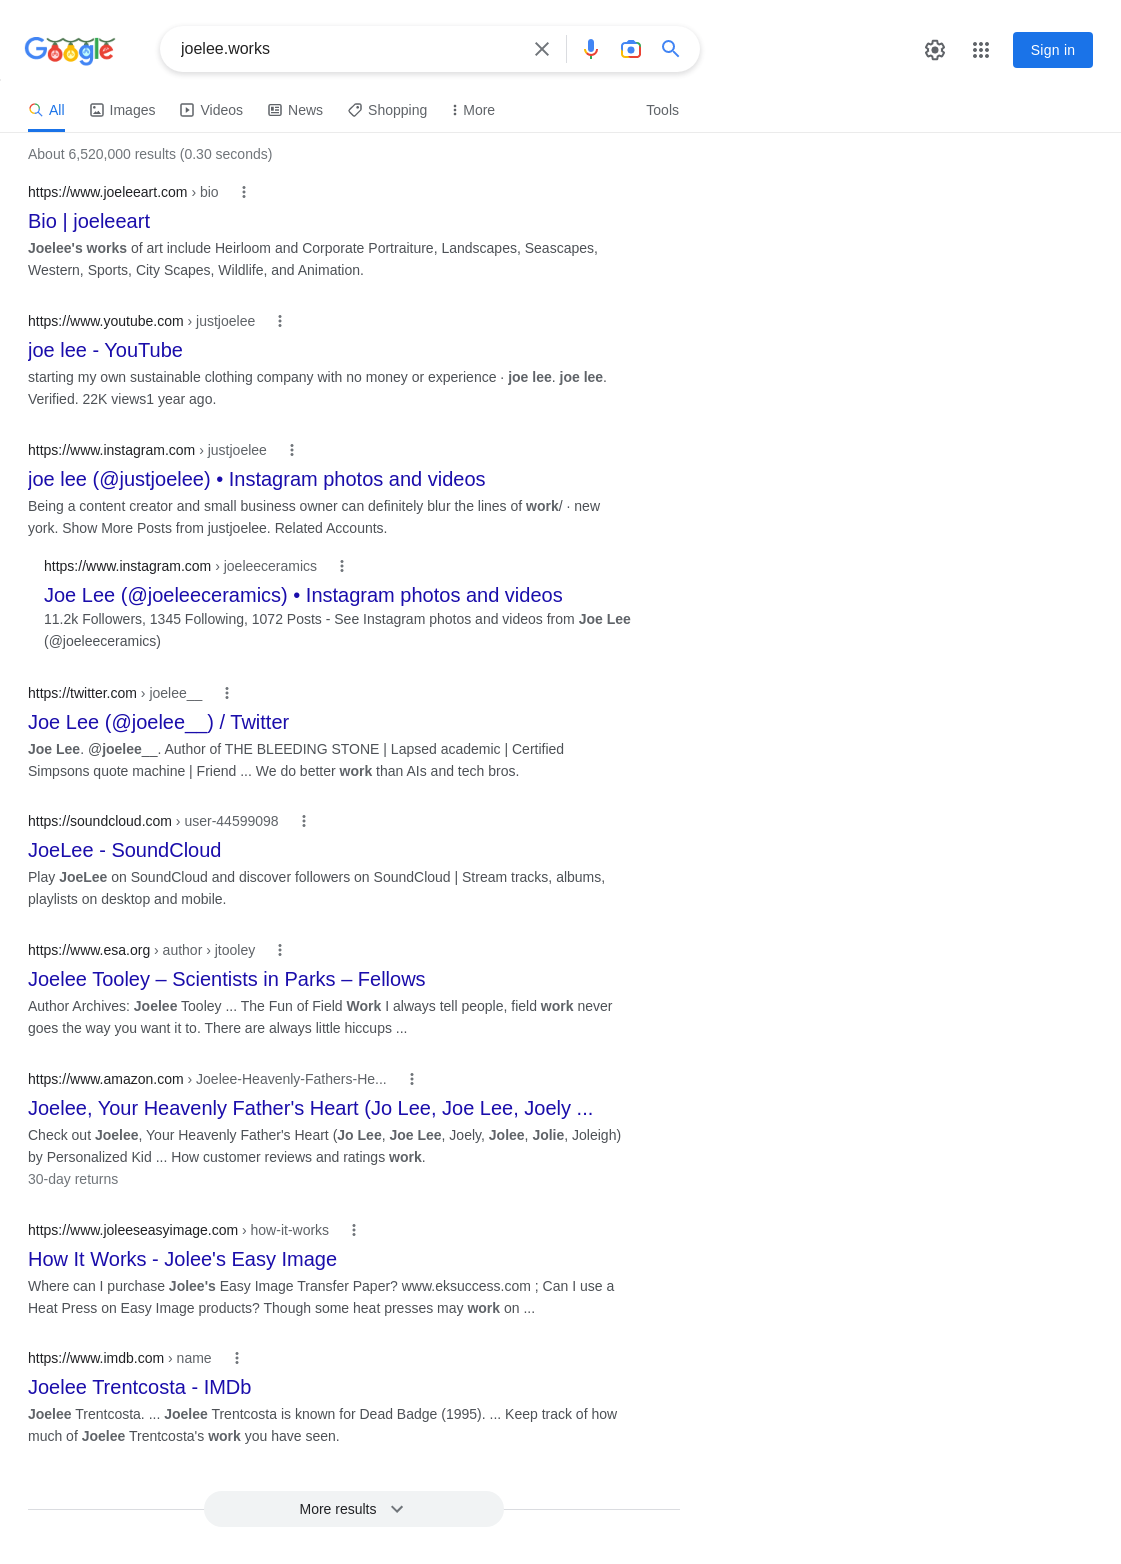 Google
joelee.works
Sign in
All
Images
Videos
News
Shopping
More
Tools
About 6,520,000 results (0.30 seconds)
https://www.joeleeart.com › bio
Bio | joeleeart
Joelee's works of art include Heirloom and Corporate Portraiture, Landscapes, Seascapes,
Western, Sports, City Scapes, Wildlife, and Animation.
https://www.youtube.com › justjoelee
joe lee - YouTube
starting my own sustainable clothing company with no money or experience · joe lee. joe lee.
Verified. 22K views1 year ago.
https://www.instagram.com › justjoelee
joe lee (@justjoelee) • Instagram photos and videos
Being a content creator and small business owner can definitely blur the lines of work/ · new
york. Show More Posts from justjoelee. Related Accounts.
https://www.instagram.com › joeleeceramics
Joe Lee (@joeleeceramics) • Instagram photos and videos
11.2k Followers, 1345 Following, 1072 Posts - See Instagram photos and videos from Joe Lee
(@joeleeceramics)
https://twitter.com › joelee__
Joe Lee (@joelee__) / Twitter
Joe Lee. @joelee__. Author of THE BLEEDING STONE | Lapsed academic | Certified
Simpsons quote machine | Friend ... We do better work than AIs and tech bros.
https://soundcloud.com › user-44599098
JoeLee - SoundCloud
Play JoeLee on SoundCloud and discover followers on SoundCloud | Stream tracks, albums,
playlists on desktop and mobile.
https://www.esa.org › author › jtooley
Joelee Tooley – Scientists in Parks – Fellows
Author Archives: Joelee Tooley ... The Fun of Field Work I always tell people, field work never
goes the way you want it to. There are always little hiccups ...
https://www.amazon.com › Joelee-Heavenly-Fathers-He...
Joelee, Your Heavenly Father's Heart (Jo Lee, Joe Lee, Joely ...
Check out Joelee, Your Heavenly Father's Heart (Jo Lee, Joe Lee, Joely, Jolee, Jolie, Joleigh)
by Personalized Kid ... How customer reviews and ratings work.
30-day returns
https://www.joleeseasyimage.com › how-it-works
How It Works - Jolee's Easy Image
Where can I purchase Jolee's Easy Image Transfer Paper? www.eksuccess.com ; Can I use a
Heat Press on Easy Image products? Though some heat presses may work on ...
https://www.imdb.com › name
Joelee Trentcosta - IMDb
Joelee Trentcosta. ... Joelee Trentcosta is known for Dead Badge (1995). ... Keep track of how
much of Joelee Trentcosta's work you have seen.
More results